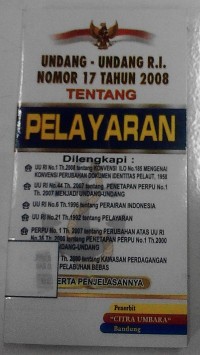 UNDANG - UNDANG R.I.
NOMOR 17 TAHUN 2008
TENTANG
PELAYARAN
Dilengkapi :
UU RI No.1 Th.2008 tentang KONVENSI ILO No.185 MENGENAI
KONVENSI PERUBAHAN DOKUMEN IDENTITAS PELAUT, 1958
UU RI No.44 Th. 2007 tentang PENETAPAN PERPU No.1
Th. 2007 MENJADI UNDANG-UNDANG
UU RI No.6 Th.1996 PERAIRAN INDONESIA
UU RI No.21 Th.1992 tentang PELAYARAN
PERPU No. 1 Th. 2007 tentang PERUBAHAN ATAS UU RI
No.36 Th. 2000 tentang PENETAPAN PERPU No.1 Th.2000
UNDANG-UNDANG
Th. 2000 tentang KAWASAN PERDAGANGAN
PELABUHAN BEBAS
SERTA PENJELASANNYA
Penerbit
"CITRA UMBARA"
Bandung